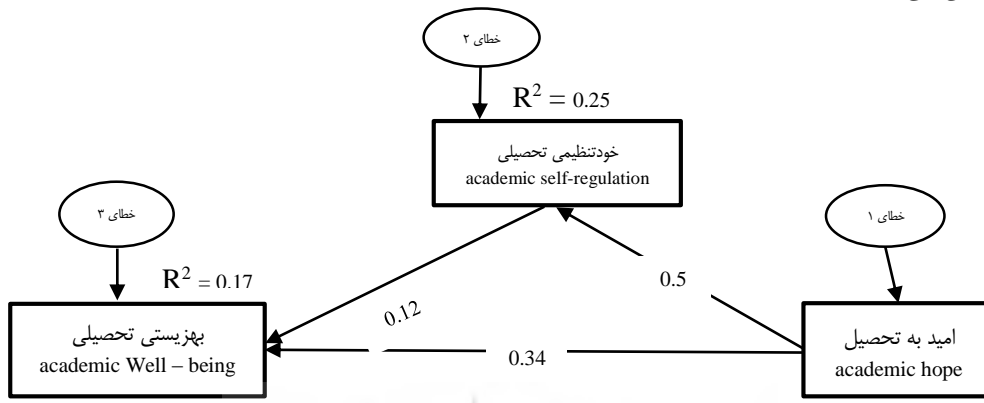 خطای ۲
R² = 0.25
خودتنظیمی تحصیلی
academic self-regulation
خطای ۳
خطای ۱
R² = 0.17
0.5
0.12
بهزیستی تحصیلی
academic Well – being
0.34
امید به تحصیل
academic hope